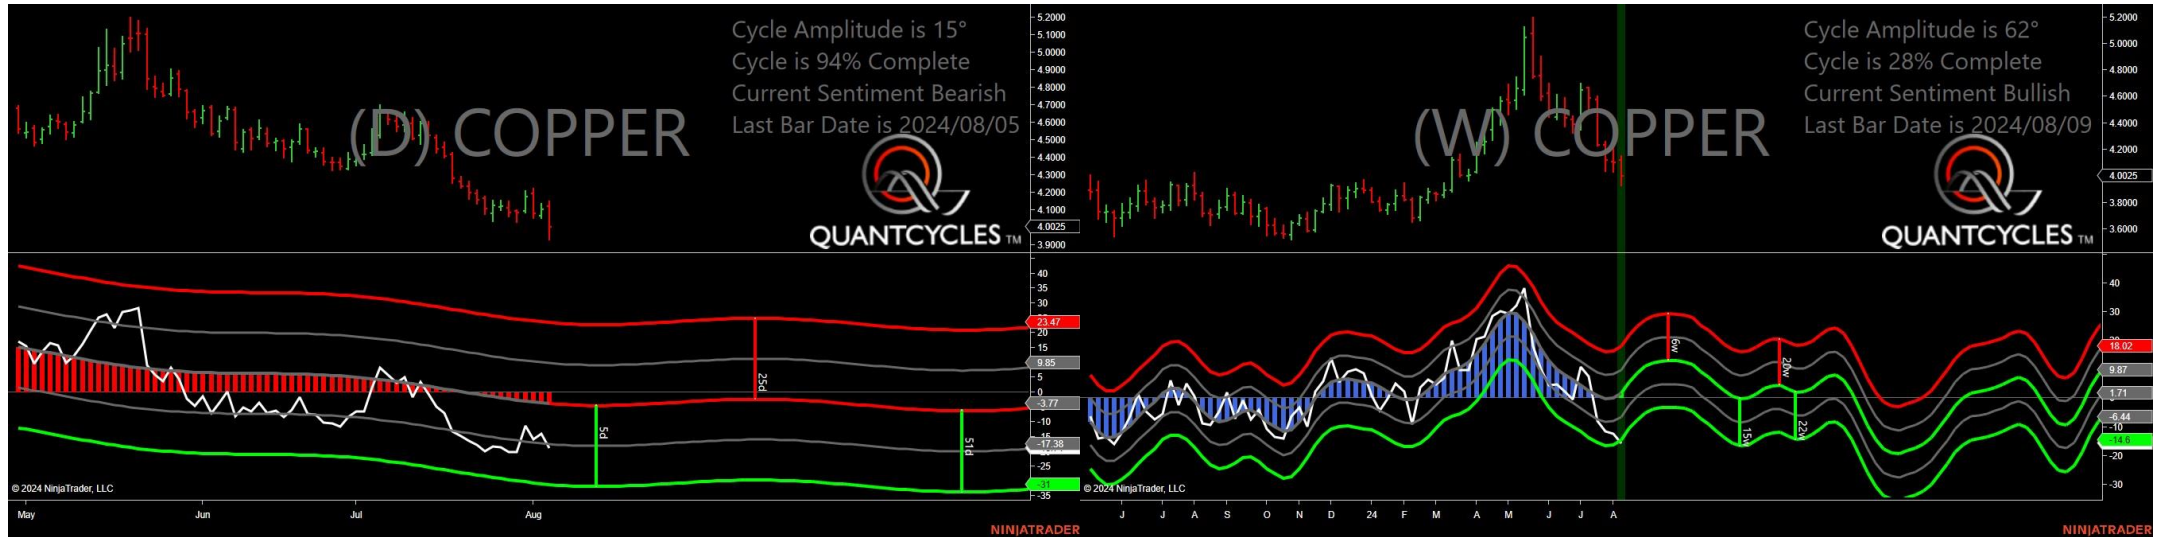 Cycle Amplitude is 15°
Cycle is 94% Complete
Current Sentiment Bearish
Last Bar Date is 2024/08/05
(D) COPPER
QUANTCYCLES TM
5.2000
5.1000
5.0000
4.9000
4.8000
4.7000
4.6000
4.5000
4.4000
4.3000
4.2000
4.1000
4.0025
3.9000
40
35
30
23.47
20
15
9.85
5
0
-3.77
-10
-15
-17.38
-25
-31
-35
5d
25d
51d
© 2024 NinjaTrader, LLC
May Jun Jul Aug
NINJATRADER
Cycle Amplitude is 62°
Cycle is 28% Complete
Current Sentiment Bullish
Last Bar Date is 2024/08/09
(W) COPPER
QUANTCYCLES TM
5.2000
5.0000
4.8000
4.6000
4.4000
4.2000
4.0025
3.8000
3.6000
40
30
18.02
9.87
1.71
-6.44
-10
-14.6
-20
-30
6w
20w
15w
22w
© 2024 NinjaTrader, LLC
J J A S O N D 24 F M A M J J A
NINJATRADER